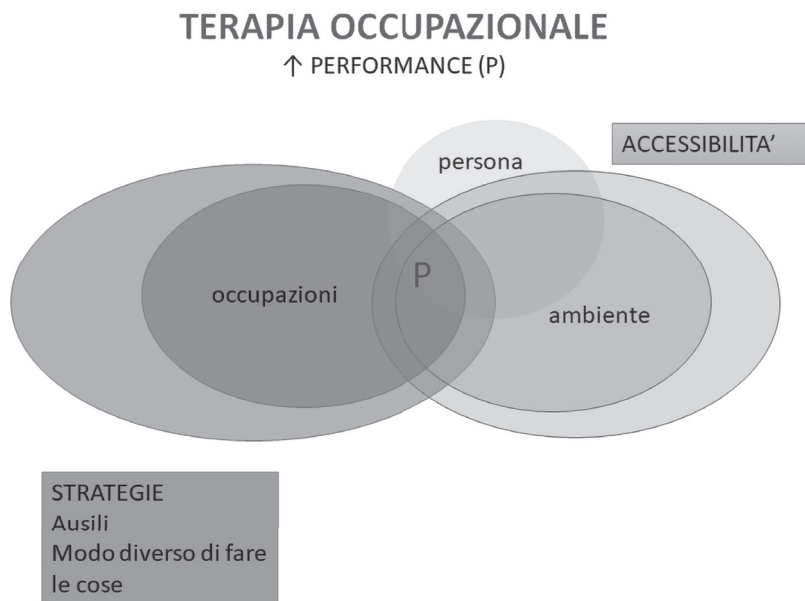 TERAPIA OCCUPAZIONALE
↑ PERFORMANCE (P)
persona
ACCESSIBILITA’
P
occupazioni
ambiente
STRATEGIE
Ausili
Modo diverso di fare
le cose